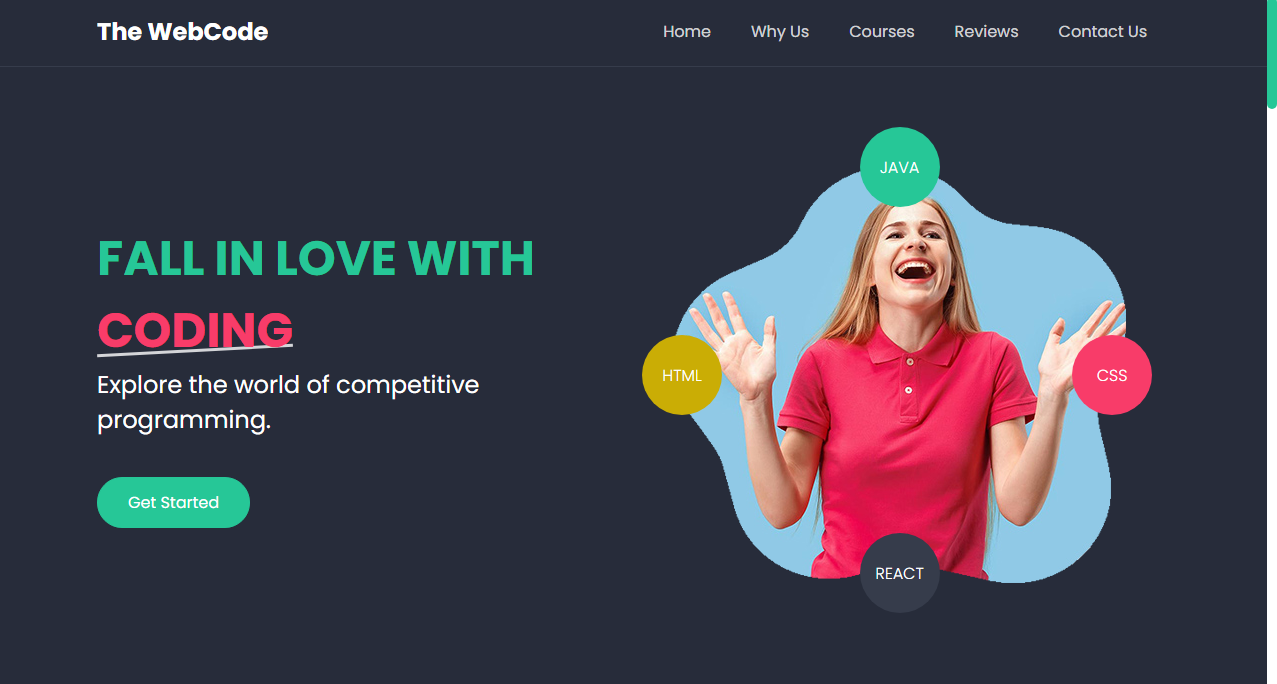 The WebCode
Home Why Us Courses Reviews Contact Us
FALL IN LOVE WITH
CODING
Explore the world of competitive
programming.
Get Started
JAVA
HTML
CSS
REACT